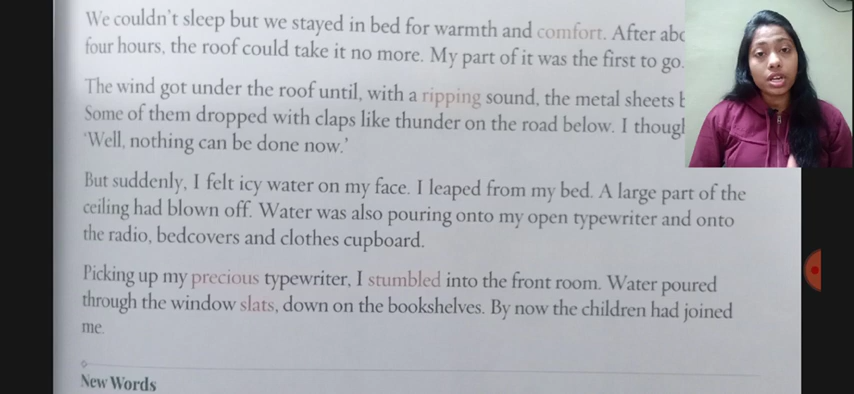 We couldn't sleep but we stayed in bed for warmth and comfort. After
four hours, the roof could take it no more. My part of it was the first to go.
The wind got under the roof until, with a ripping sound, the metal sheets
Some of them dropped with claps like thunder on the road below. I
'Well, nothing can be done now.'
But suddenly, I felt icy water on my face. I leaped from my bed. A large part of the
ceiling had blown off. Water was also pouring onto my open typewriter and onto
the radio, bedcovers and clothes cupboard.
Picking up my precious typewriter, I stumbled into the front room. Water poured
through the window slats, down on the bookshelves. By now the children had joined
me.
New Words